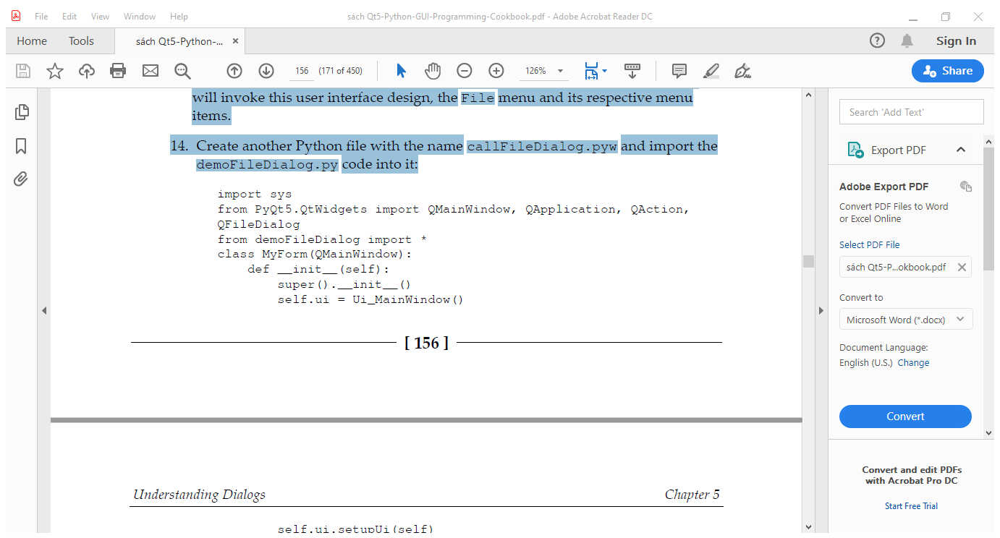 File Edit View Window Help
sách Qt5-Python-GUI-Programming-Cookbook.pdf - Adobe Acrobat Reader DC
Home Tools sách Qt5-Python-... ×
Sign In
156 (171 of 450)
126%
Share
will invoke this user interface design, the File menu and its respective menu
items.
14. Create another Python file with the name callFileDialog.pyw and import the
demoFileDialog.py code into it:
import sys
from PyQt5.QtWidgets import QMainWindow, QApplication, QAction,
QFileDialog
from demoFileDialog import *
class MyForm(QMainWindow):
def __init__(self):
super().__init__()
self.ui = Ui_MainWindow()
[ 156 ]
Understanding Dialogs Chapter 5
self.ui.setupUi(self)
Search 'Add Text'
Export PDF
Adobe Export PDF
Convert PDF Files to Word
or Excel Online
Select PDF File
sách Qt5-P...okbook.pdf
Convert to
Microsoft Word (*.docx)
Document Language:
English (U.S.) Change
Convert
Convert and edit PDFs
with Acrobat Pro DC
Start Free Trial